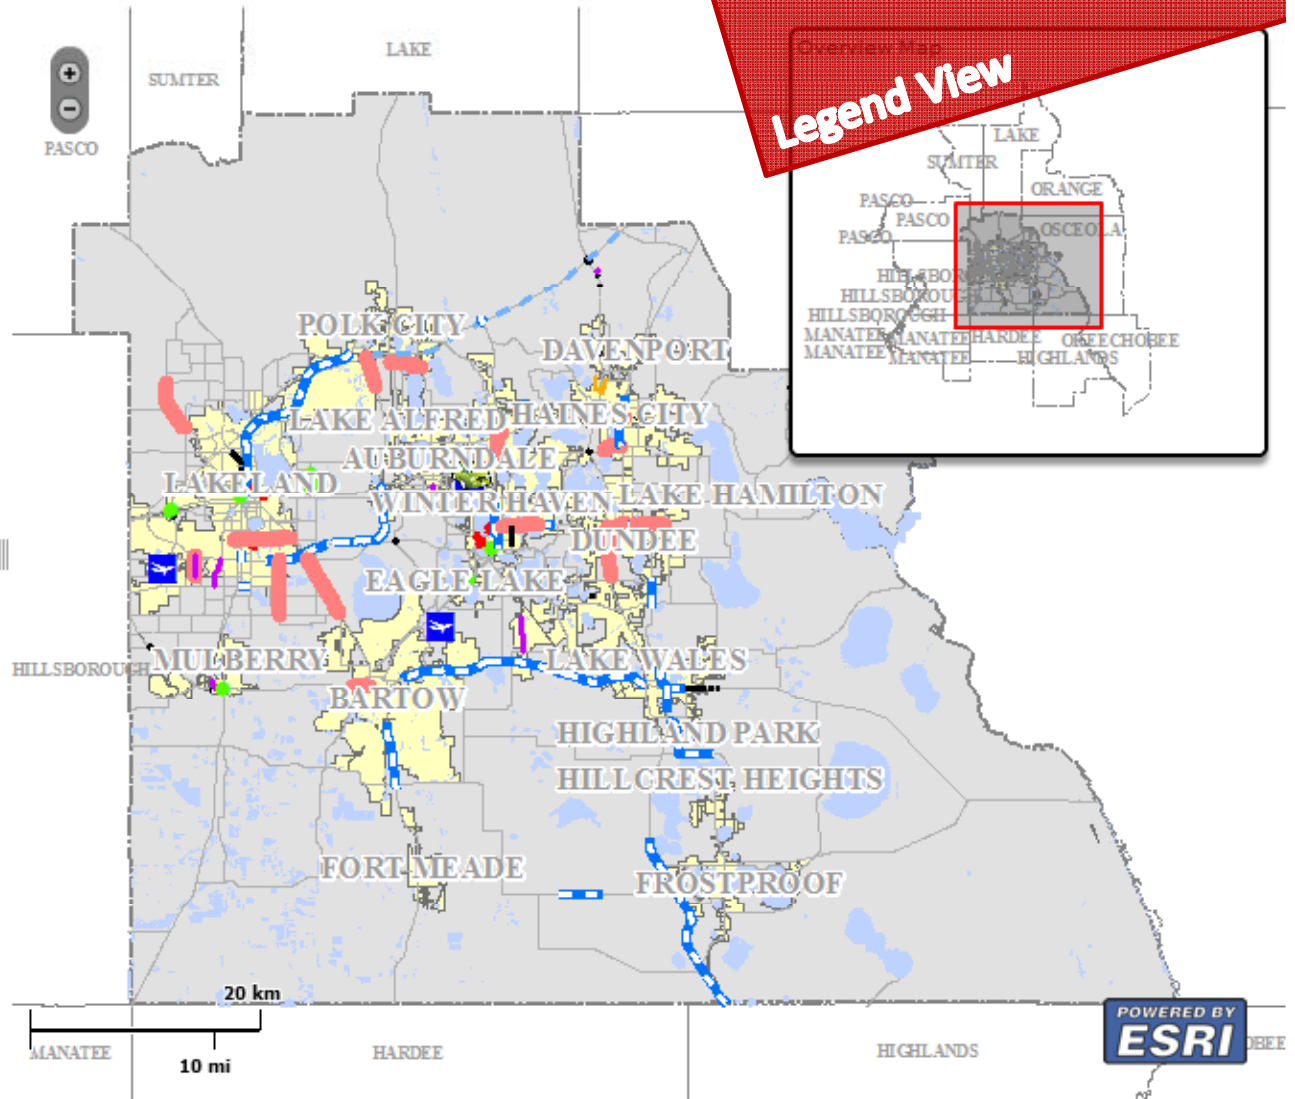 LAKE
SUMTER
PASCO
Overview Map
Legend View
LAKE
SUMTER
ORANGE
PASCO
PASCO
OSCEOLA
PASCO
HILLSBOR
HILLSBOROUG
HILLSBOROUGH
MANATEE
MANATEE
HARDEE
OKEECHOBEE
MANATEE
MANATEE
HIGHLANDS
POLK CITY
DAVENPORT
LAKE ALFRED
HAINES CITY
AUBURNDALE
LAKELAND
WINTER HAVEN
LAKE HAMILTON
DUNDEE
EAGLE LAKE
HILLSBOROUGH
MULBERRY
LAKE WALES
BARTOW
HIGHLAND PARK
HILLCREST HEIGHTS
FORT MEADE
FROSTPROOF
20 km
10 mi
MANATEE
HARDEE
HIGHLANDS
POWERED BY
ESRI
OBEE